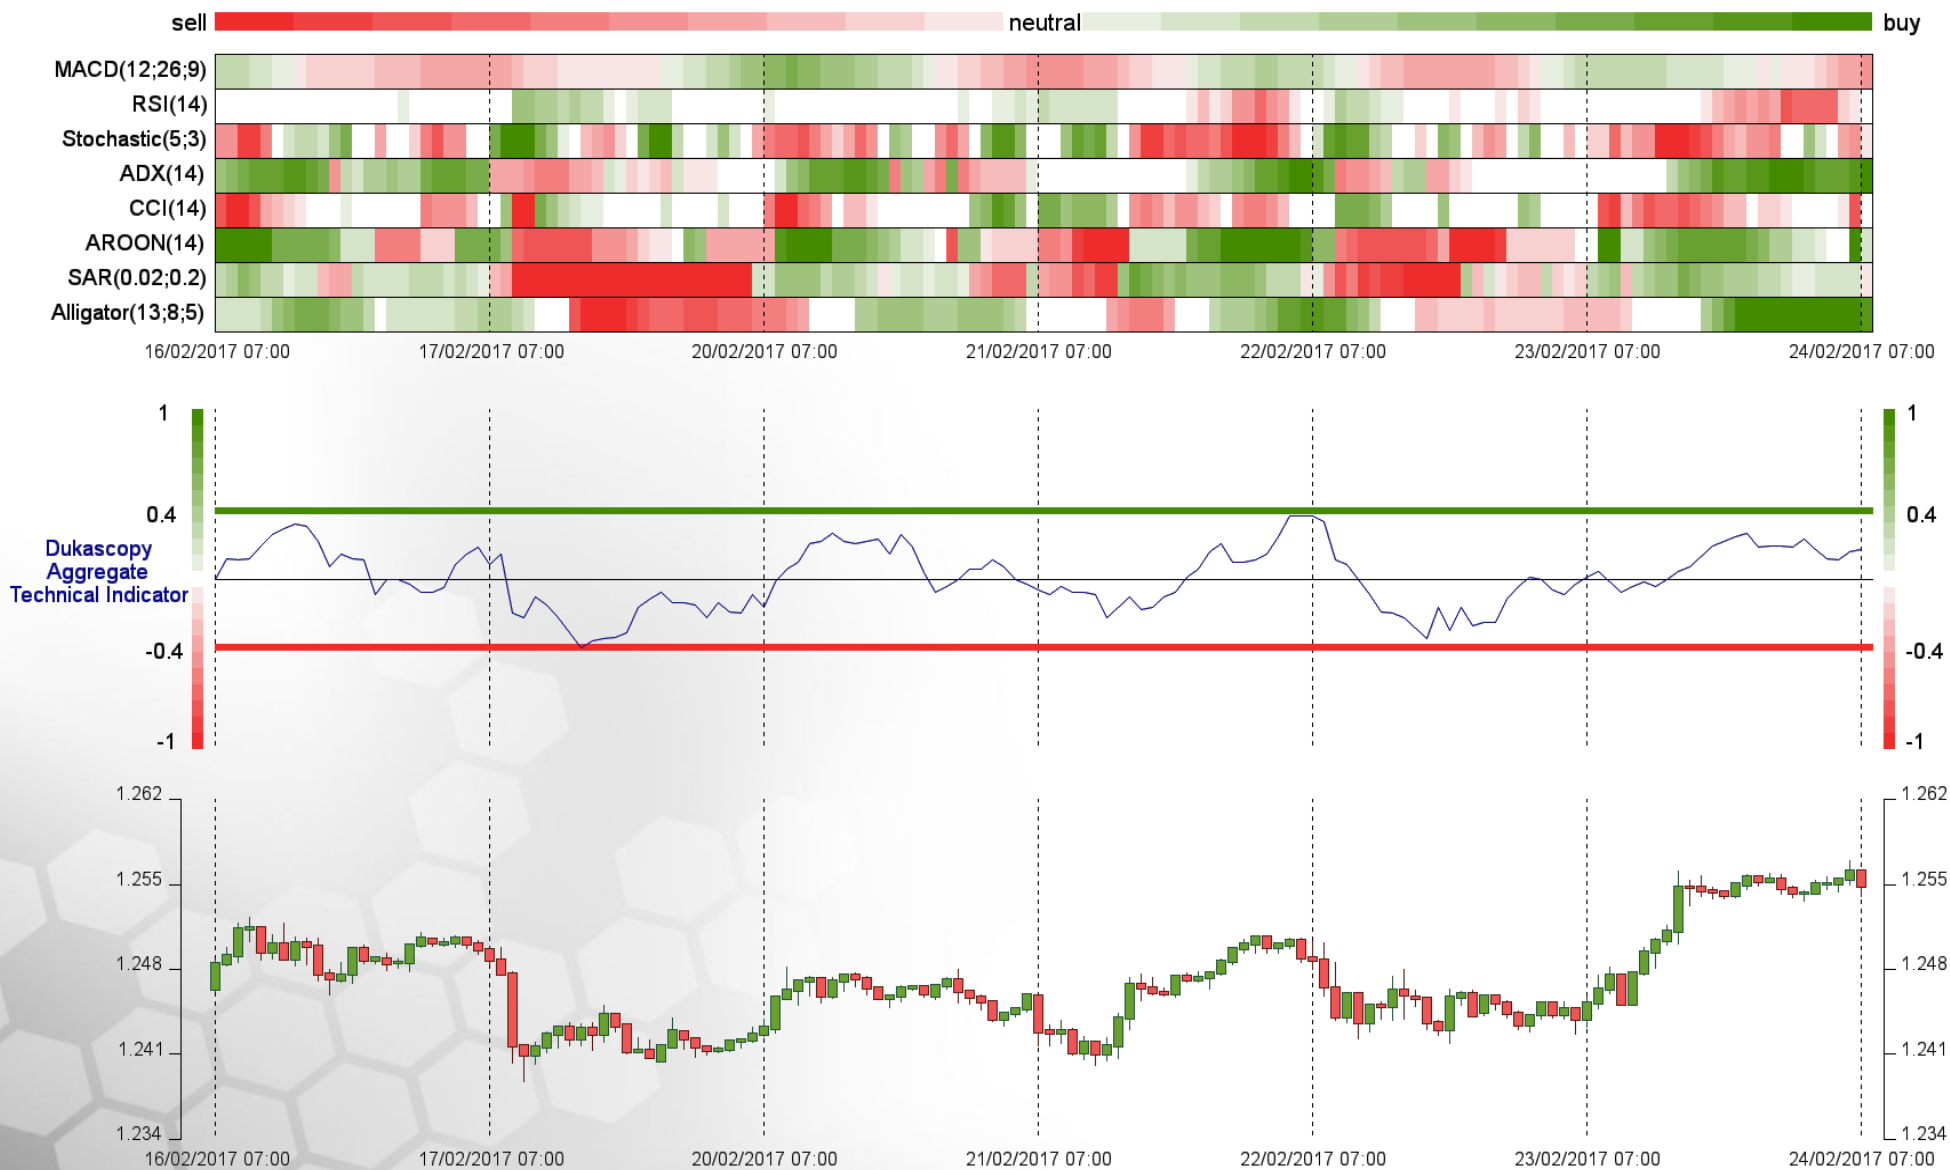 sell neutral buy
MACD(12;26;9)
RSI(14)
Stochastic(5;3)
ADX(14)
CCI(14)
AROON(14)
SAR(0.02;0.2)
Alligator(13;8;5)
16/02/2017 07:00 17/02/2017 07:00 20/02/2017 07:00 21/02/2017 07:00 22/02/2017 07:00 23/02/2017 07:00 24/02/2017 07:00
1 1
0.4 0.4
Dukascopy
Aggregate
Technical Indicator
-0.4 -0.4
-1 -1
1.262 1.262
1.255 1.255
1.248 1.248
1.241 1.241
1.234 1.234
16/02/2017 07:00 17/02/2017 07:00 20/02/2017 07:00 21/02/2017 07:00 22/02/2017 07:00 23/02/2017 07:00 24/02/2017 07:00